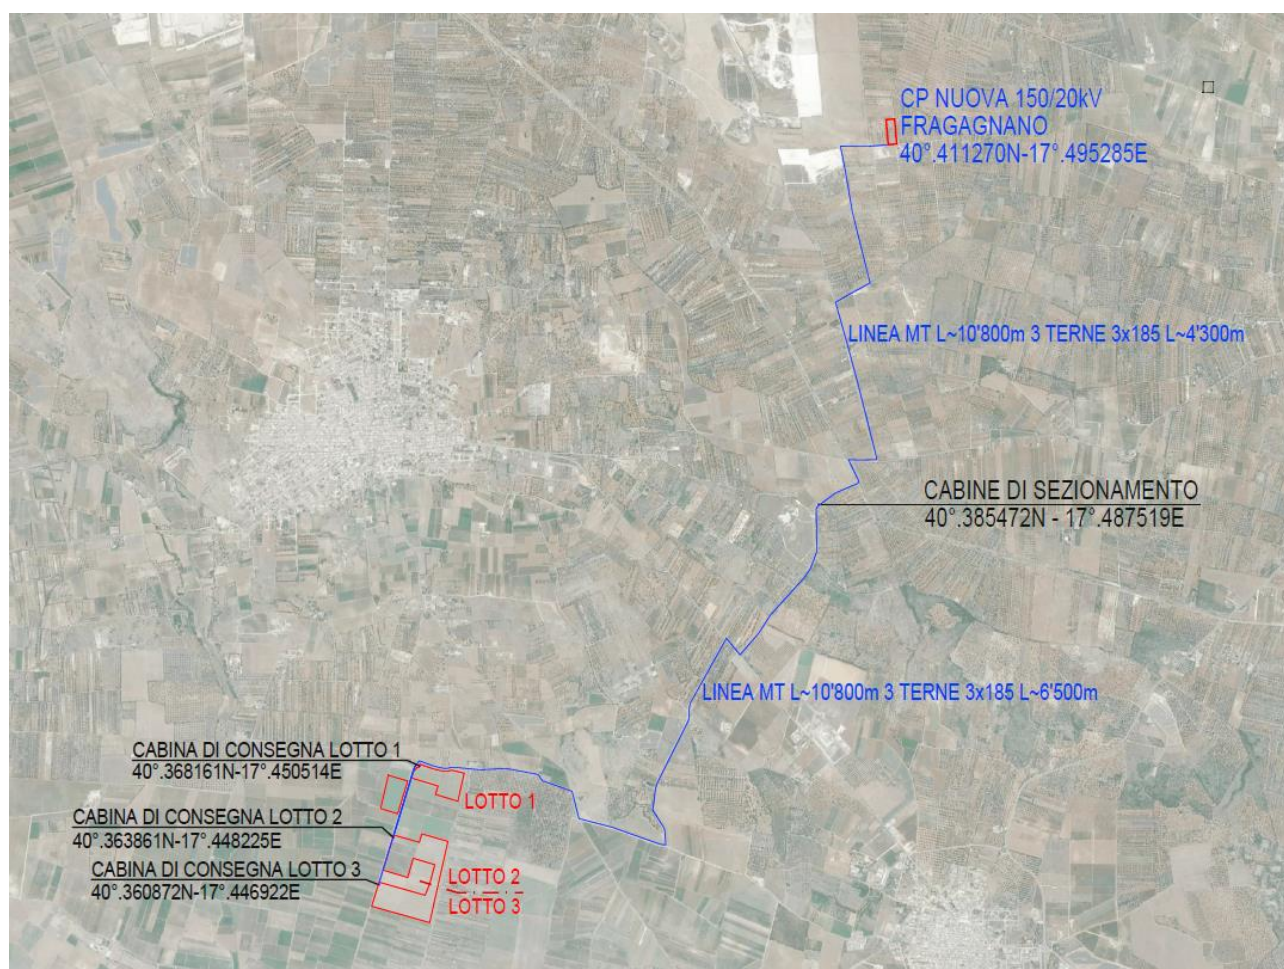 CP NUOVA 150/20kV
FRAGAGNANO
40°.411270N-17°.495285E
LINEA MT L~10'800m 3 TERNE 3x185 L~4'300m
CABINE DI SEZIONAMENTO
40°.385472N - 17°.487519E
LINEA MT L~10'800m 3 TERNE 3x185 L~6'500m
CABINA DI CONSEGNA LOTTO 1
40°.368161N-17°.450514E
LOTTO 1
CABINA DI CONSEGNA LOTTO 2
40°.363861N-17°.448225E
CABINA DI CONSEGNA LOTTO 3
40°.360872N-17°.446922E
LOTTO 2
LOTTO 3